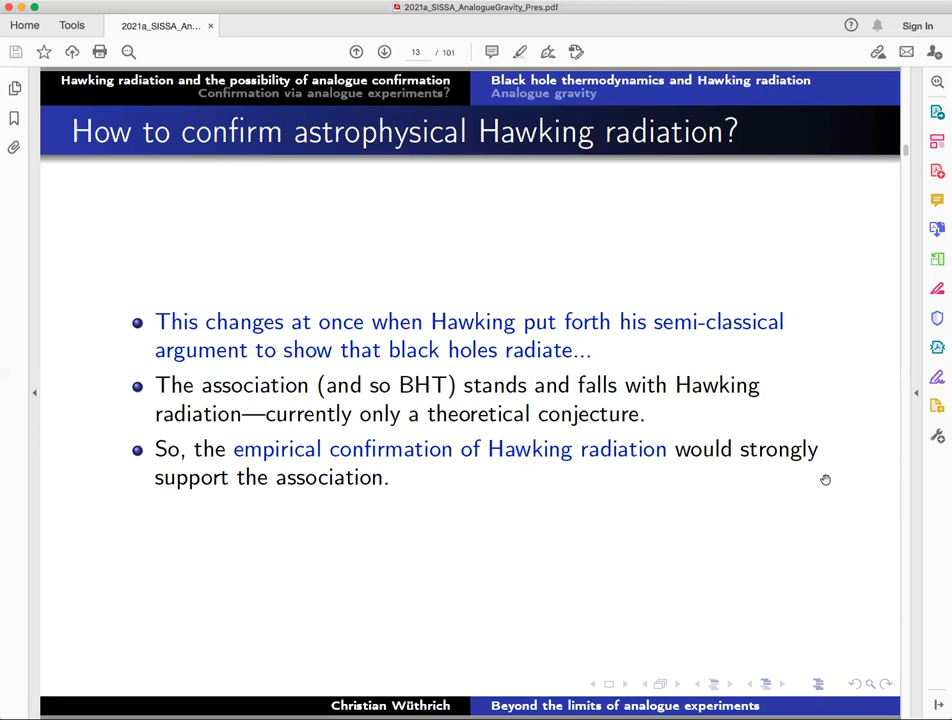 2021a_SISSA_AnalogueGravity_Pres.pdf
Home
Tools
2021a_SISSA_An...
×
Sign In
13 / 101
Hawking radiation and the possibility of analogue confirmation
Confirmation via analogue experiments?
Black hole thermodynamics and Hawking radiation
Analogue gravity
How to confirm astrophysical Hawking radiation?
This changes at once when Hawking put forth his semi-classical
argument to show that black holes radiate...
The association (and so BHT) stands and falls with Hawking
radiation—currently only a theoretical conjecture.
So, the empirical confirmation of Hawking radiation would strongly
support the association.
Christian Wüthrich
Beyond the limits of analogue experiments